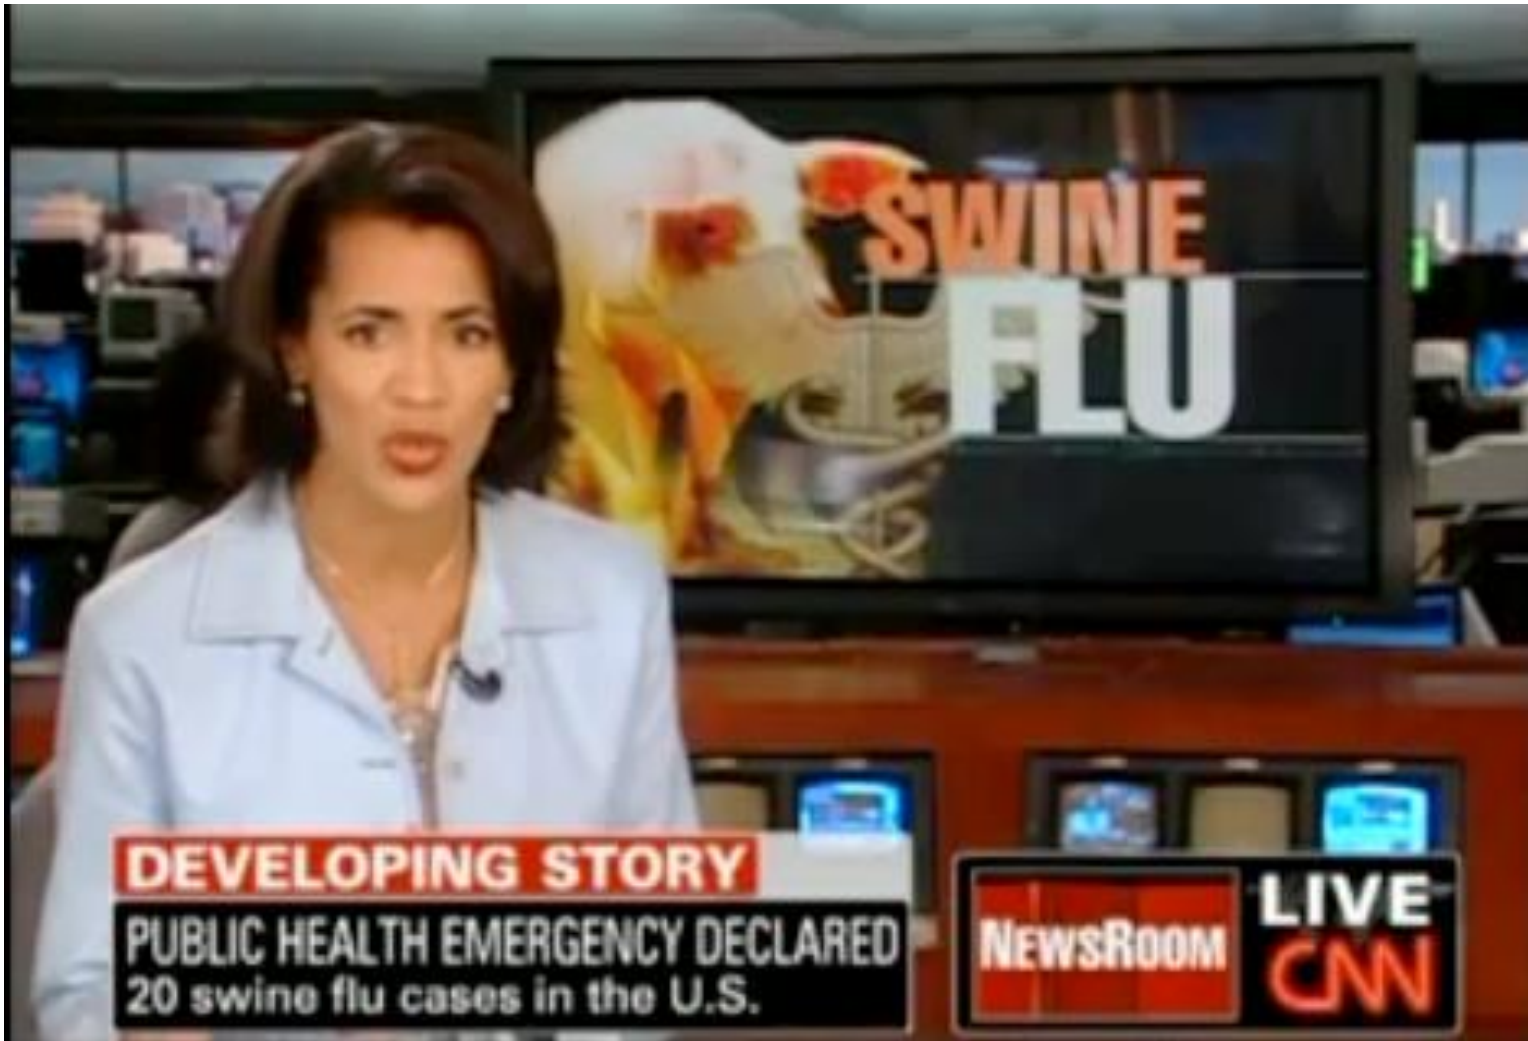 SWINE
FLU
DEVELOPING STORY
PUBLIC HEALTH EMERGENCY DECLARED
20 swine flu cases in the U.S.
NEWSROOM
LIVE
CNN